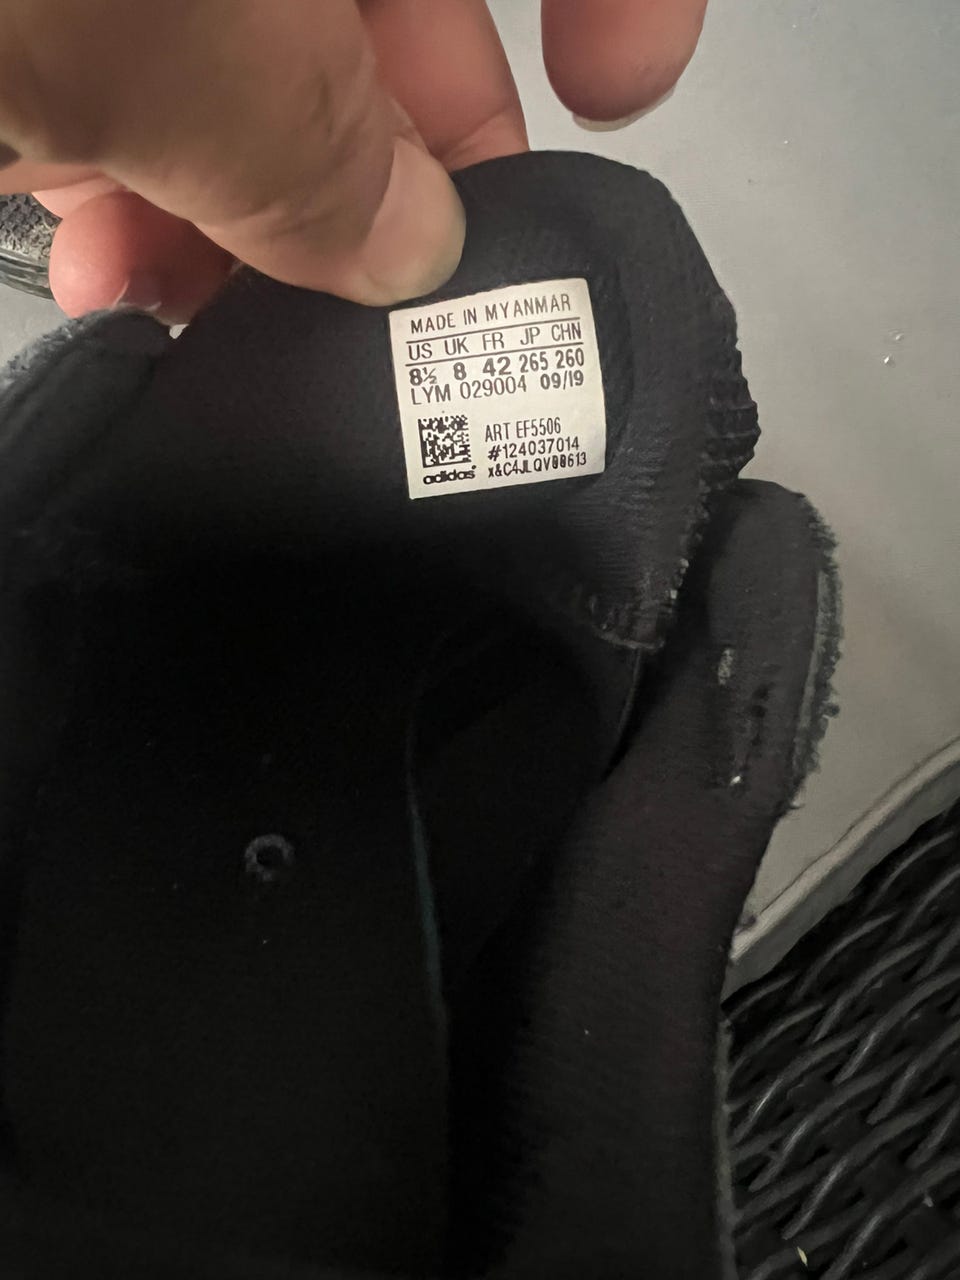 MADE IN MYANMAR
US UK FR JP CHN
8½ 8 42 265 260
LYM 029004 09/19
ART EF5506
#124037014
x&C4JLQV00613
adidas